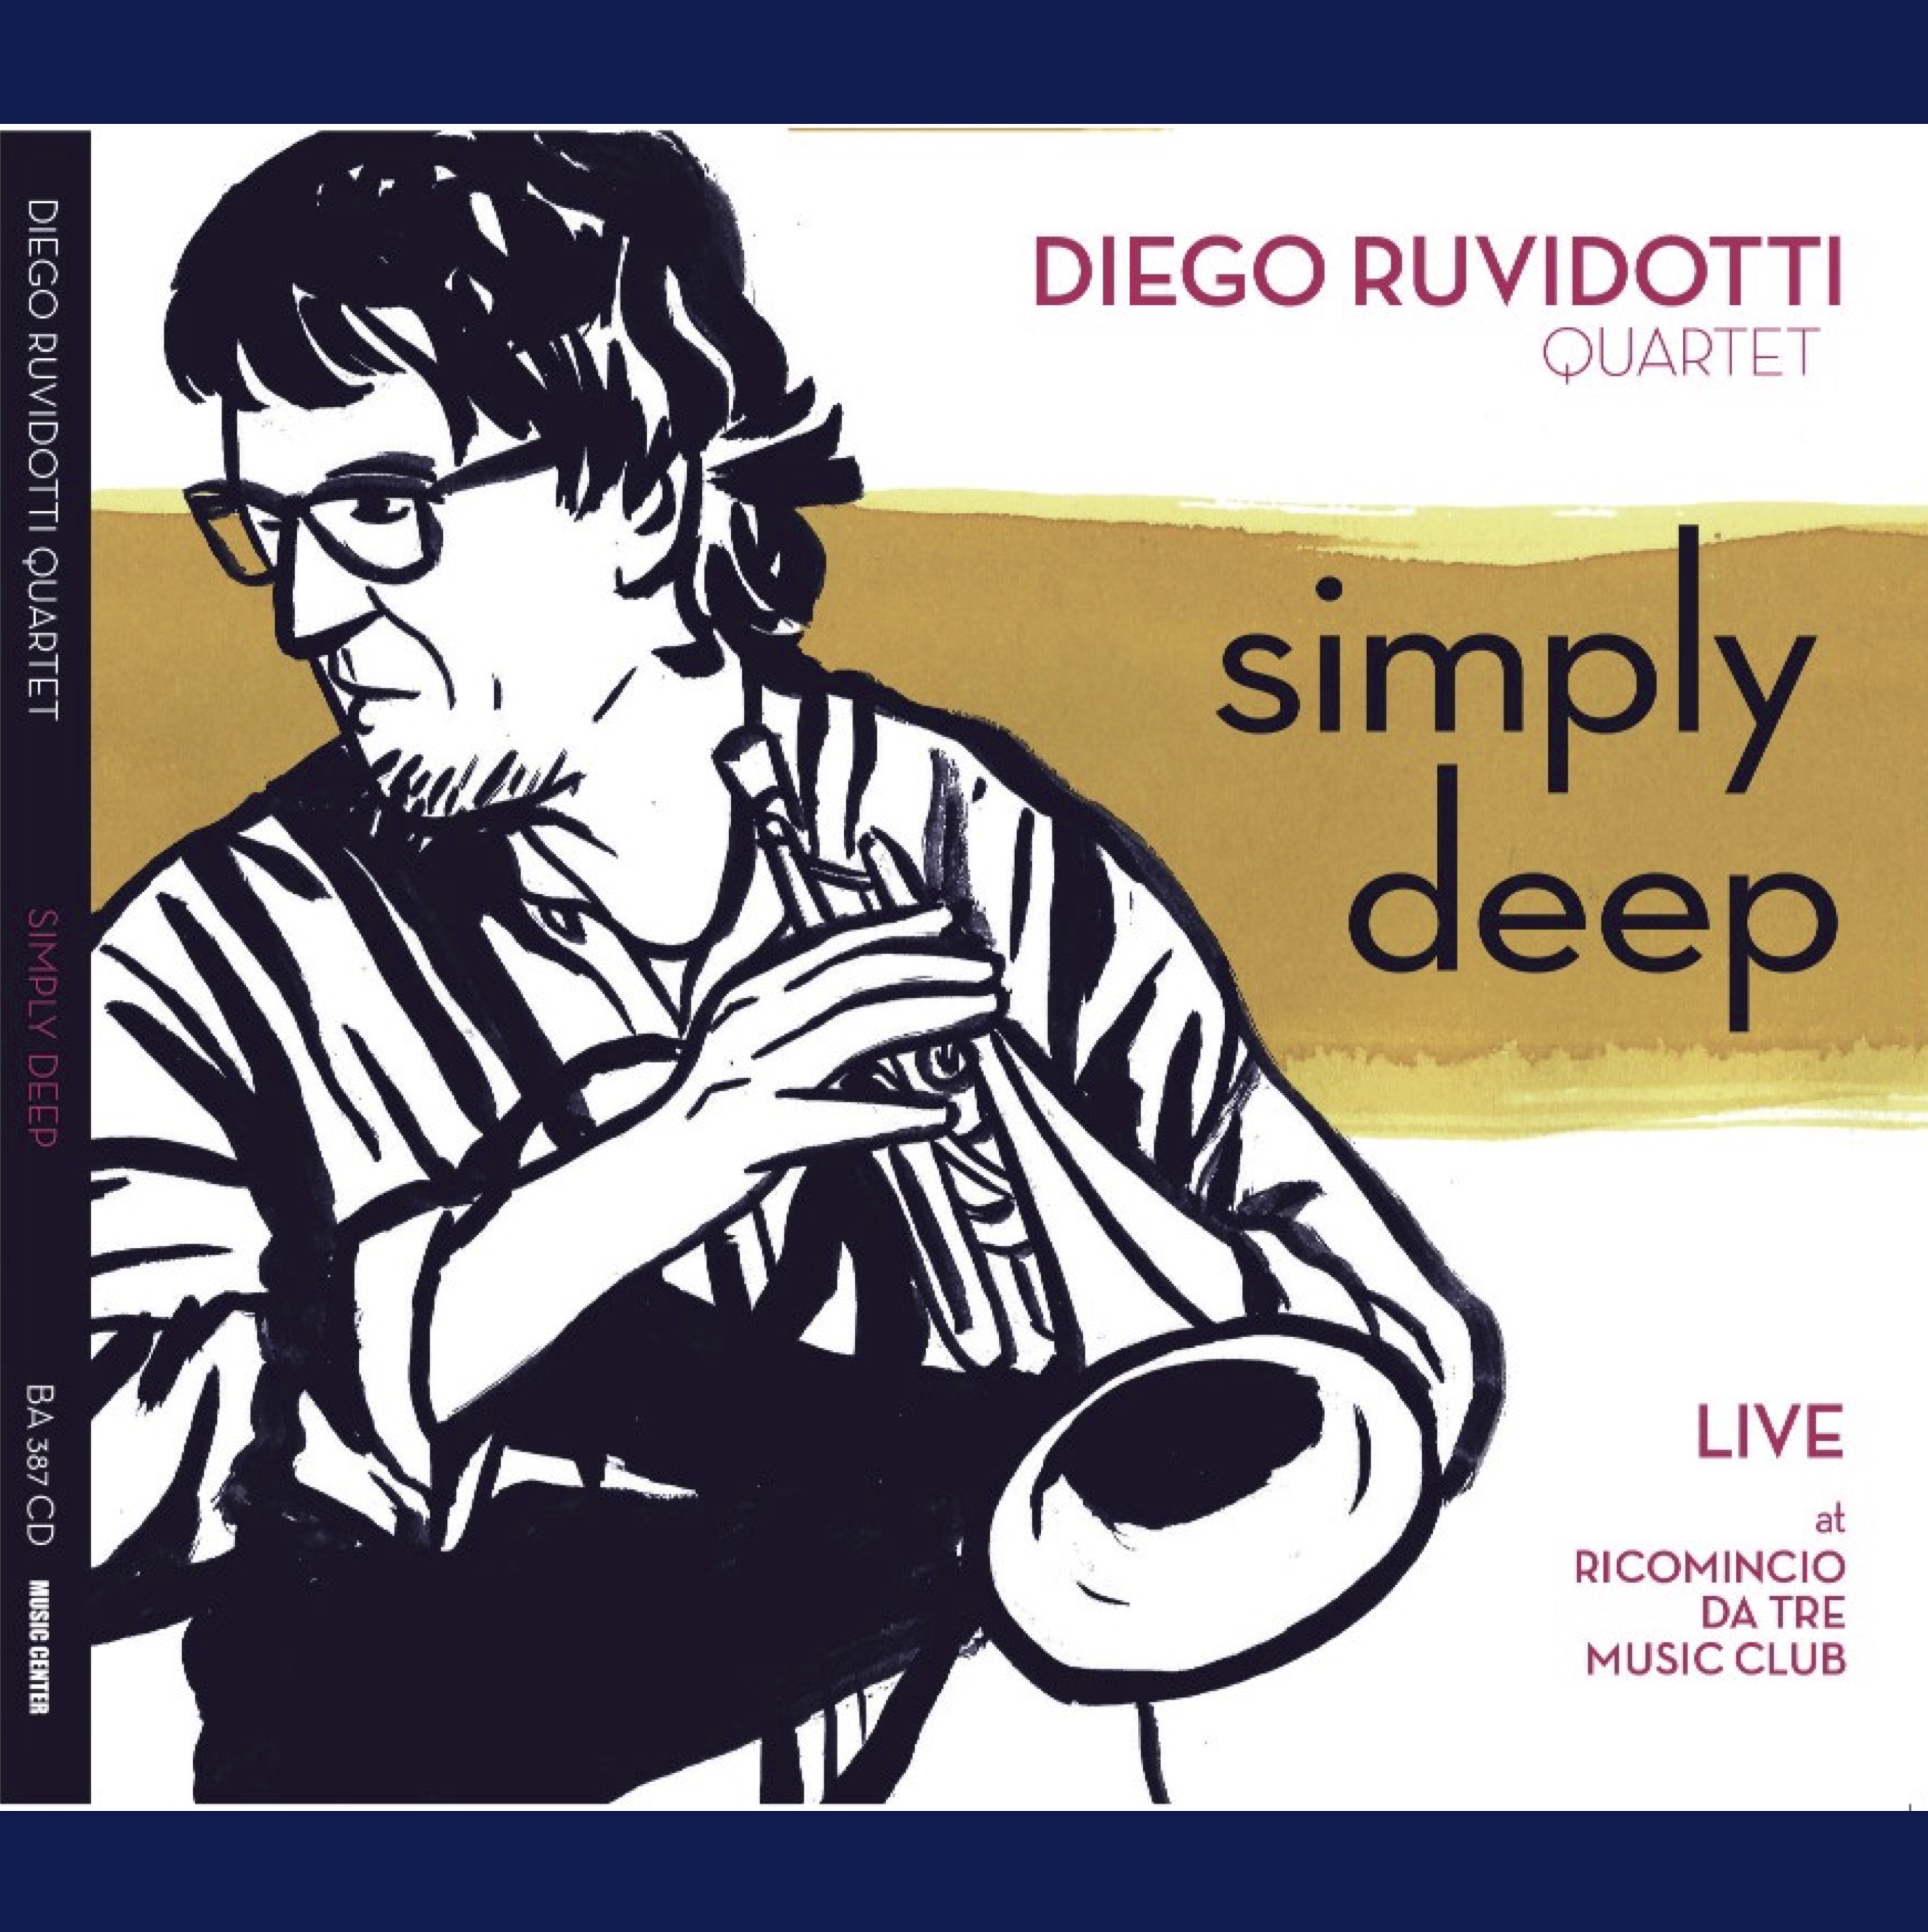 DIEGO RUVIDOTTI QUARTET
SIMPLY DEEP
BA 387 CD
MUSIC CENTER
DIEGO RUVIDOTTI
QUARTET
simply
deep
LIVE
at
RICOMINCIO
DA TRE
MUSIC CLUB